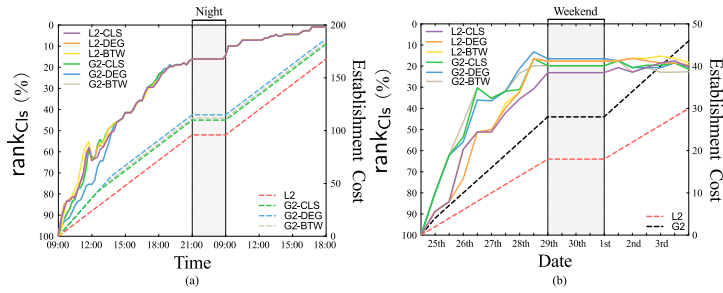 Night
0
10
20
30
40
50
60
70
80
90
100
rank_Cls (%)
L2-CLS
L2-DEG
L2-BTW
G2-CLS
G2-DEG
G2-BTW
L2
G2-CLS
G2-DEG
G2-BTW
200
150
100
50
0
Establishment Cost
09:00 12:00 15:00 18:00 21:00 09:00 12:00 15:00 18:00
Time
(a)
Weekend
0
10
20
30
40
50
60
70
80
90
100
rank_Cls (%)
L2-CLS
L2-DEG
L2-BTW
G2-CLS
G2-DEG
G2-BTW
L2
G2
50
40
30
20
10
0
Establishment Cost
25th 26th 27th 28th 29th 30th 1st 2nd 3rd
Date
(b)